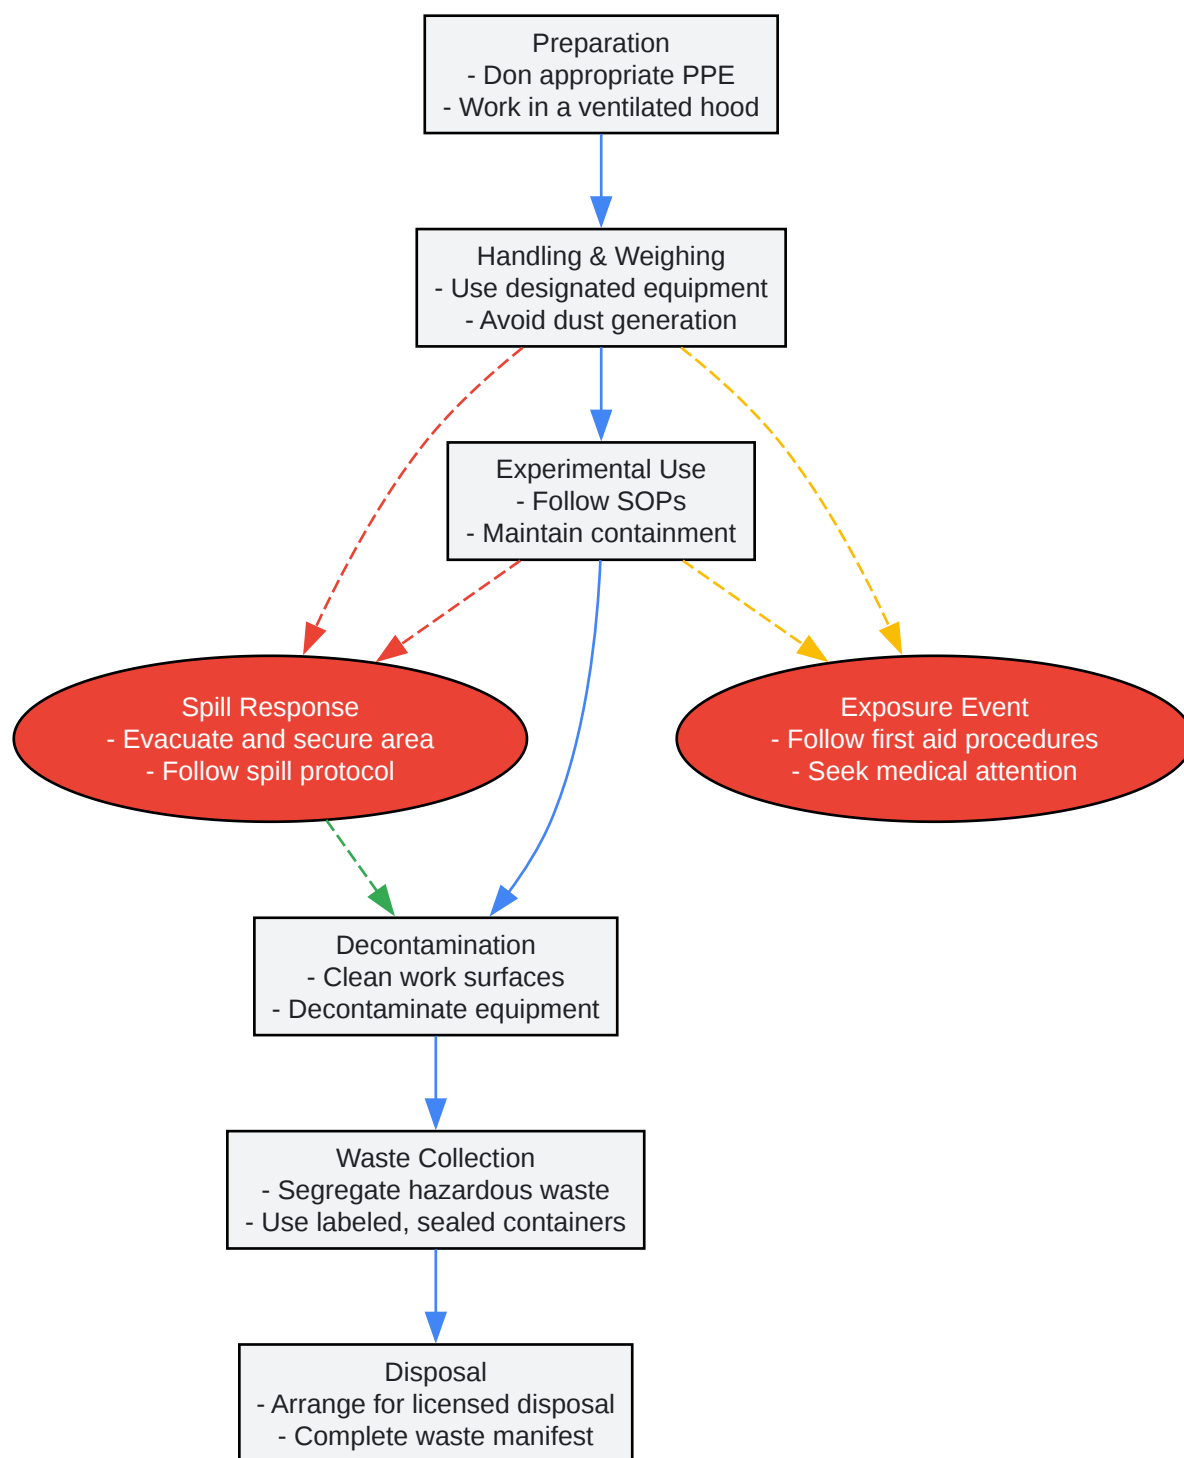 Preparation
- Don appropriate PPE
- Work in a ventilated hood
Handling & Weighing
- Use designated equipment
- Avoid dust generation
Experimental Use
- Follow SOPs
- Maintain containment
Spill Response
- Evacuate and secure area
- Follow spill protocol
Exposure Event
- Follow first aid procedures
- Seek medical attention
Decontamination
- Clean work surfaces
- Decontaminate equipment
Waste Collection
- Segregate hazardous waste
- Use labeled, sealed containers
Disposal
- Arrange for licensed disposal
- Complete waste manifest